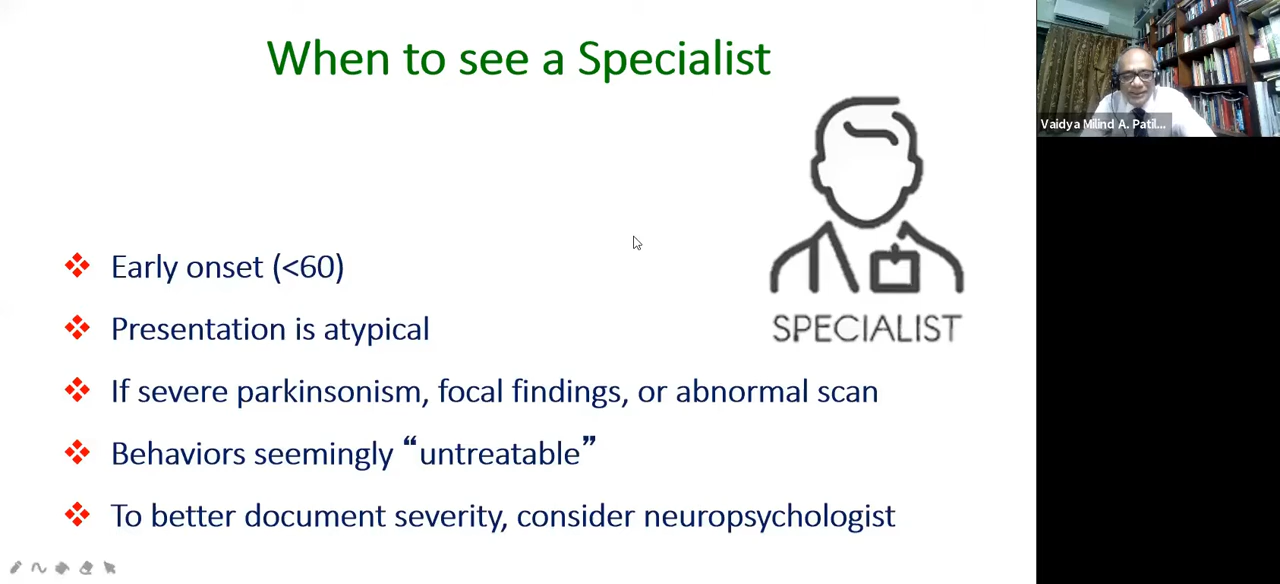 When to see a Specialist
Vaidya Milind A. Patil...
SPECIALIST
Early onset (<60)
Presentation is atypical
If severe parkinsonism, focal findings, or abnormal scan
Behaviors seemingly “untreatable”
To better document severity, consider neuropsychologist